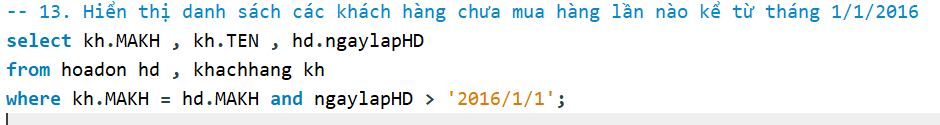 -- 13. Hiển thị danh sách các khách hàng chưa mua hàng lần nào kể từ tháng 1/1/2016
select kh.MAKH , kh.TEN , hd.ngaylapHD
from hoadon hd , khachhang kh
where kh.MAKH = hd.MAKH and ngaylapHD > '2016/1/1';